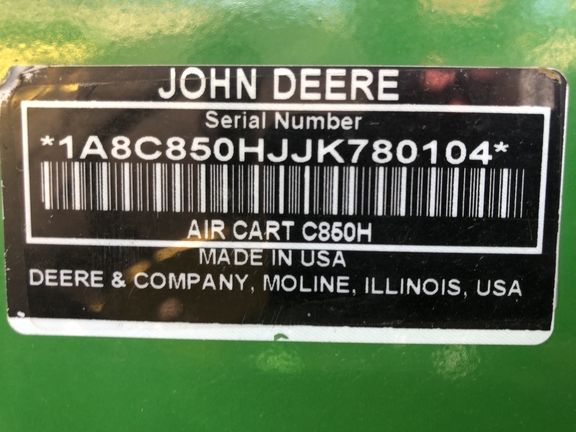 JOHN DEERE
Serial Number
*1A8C850HJJK780104*
AIR CART C850H
MADE IN USA
DEERE & COMPANY, MOLINE, ILLINOIS, USA